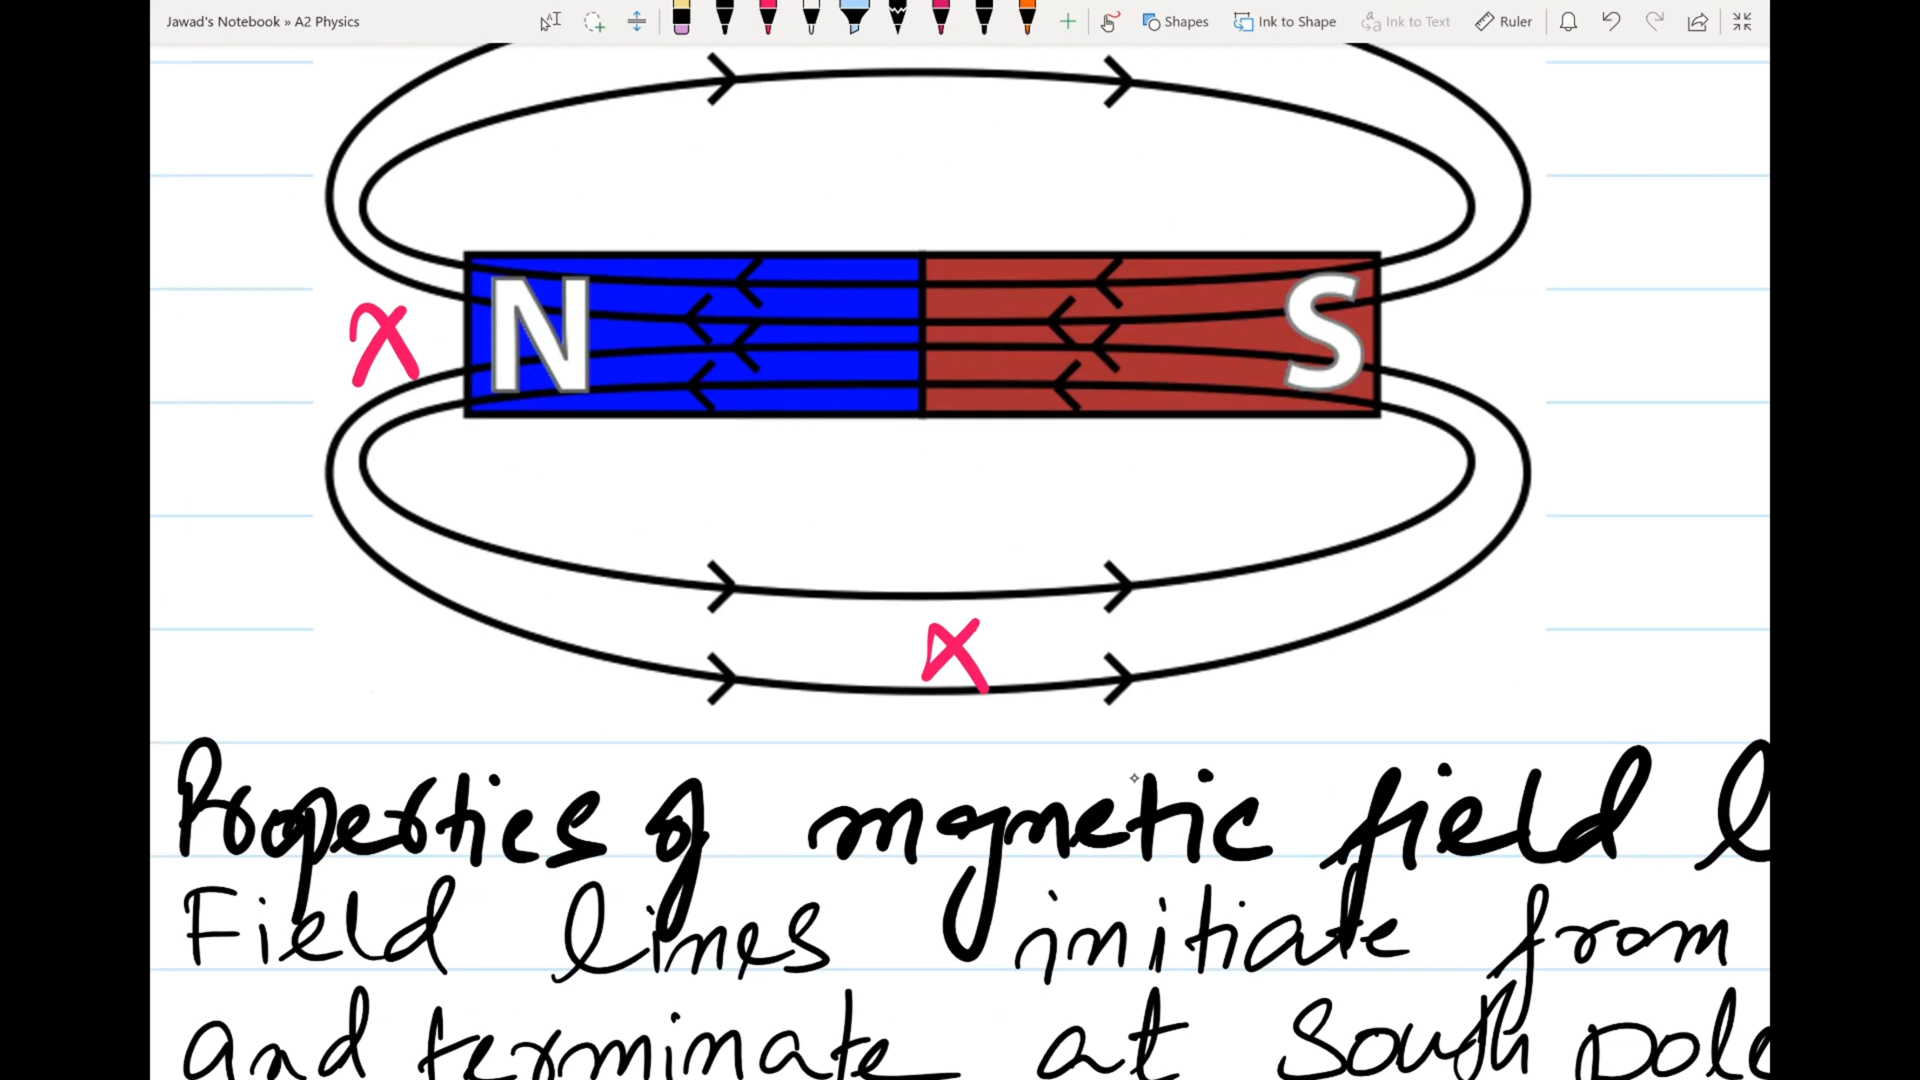 Jawad's Notebook » A2 Physics
Shapes
Ink to Shape
Ink to Text
Ruler
X
N
S
X
Properties of magnetic field l
Field lines initiate from
and terminate at South pole